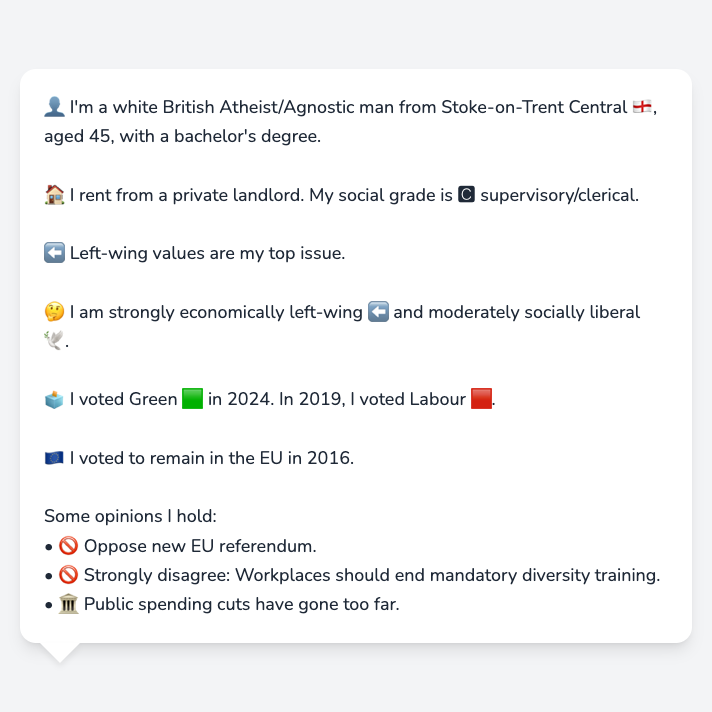 👤 I'm a white British Atheist/Agnostic man from Stoke-on-Trent Central 🏴󠁧󠁢󠁥󠁮󠁧󠁿,
aged 45, with a bachelor's degree.
🏠 I rent from a private landlord. My social grade is 🅲 supervisory/clerical.
⬅️ Left-wing values are my top issue.
🤔 I am strongly economically left-wing ⬅️ and moderately socially liberal
🕊️.
🗳️ I voted Green 🟩 in 2024. In 2019, I voted Labour 🟥.
🇪🇺 I voted to remain in the EU in 2016.
Some opinions I hold:
• 🚫 Oppose new EU referendum.
• 🚫 Strongly disagree: Workplaces should end mandatory diversity training.
• 🏛️ Public spending cuts have gone too far.